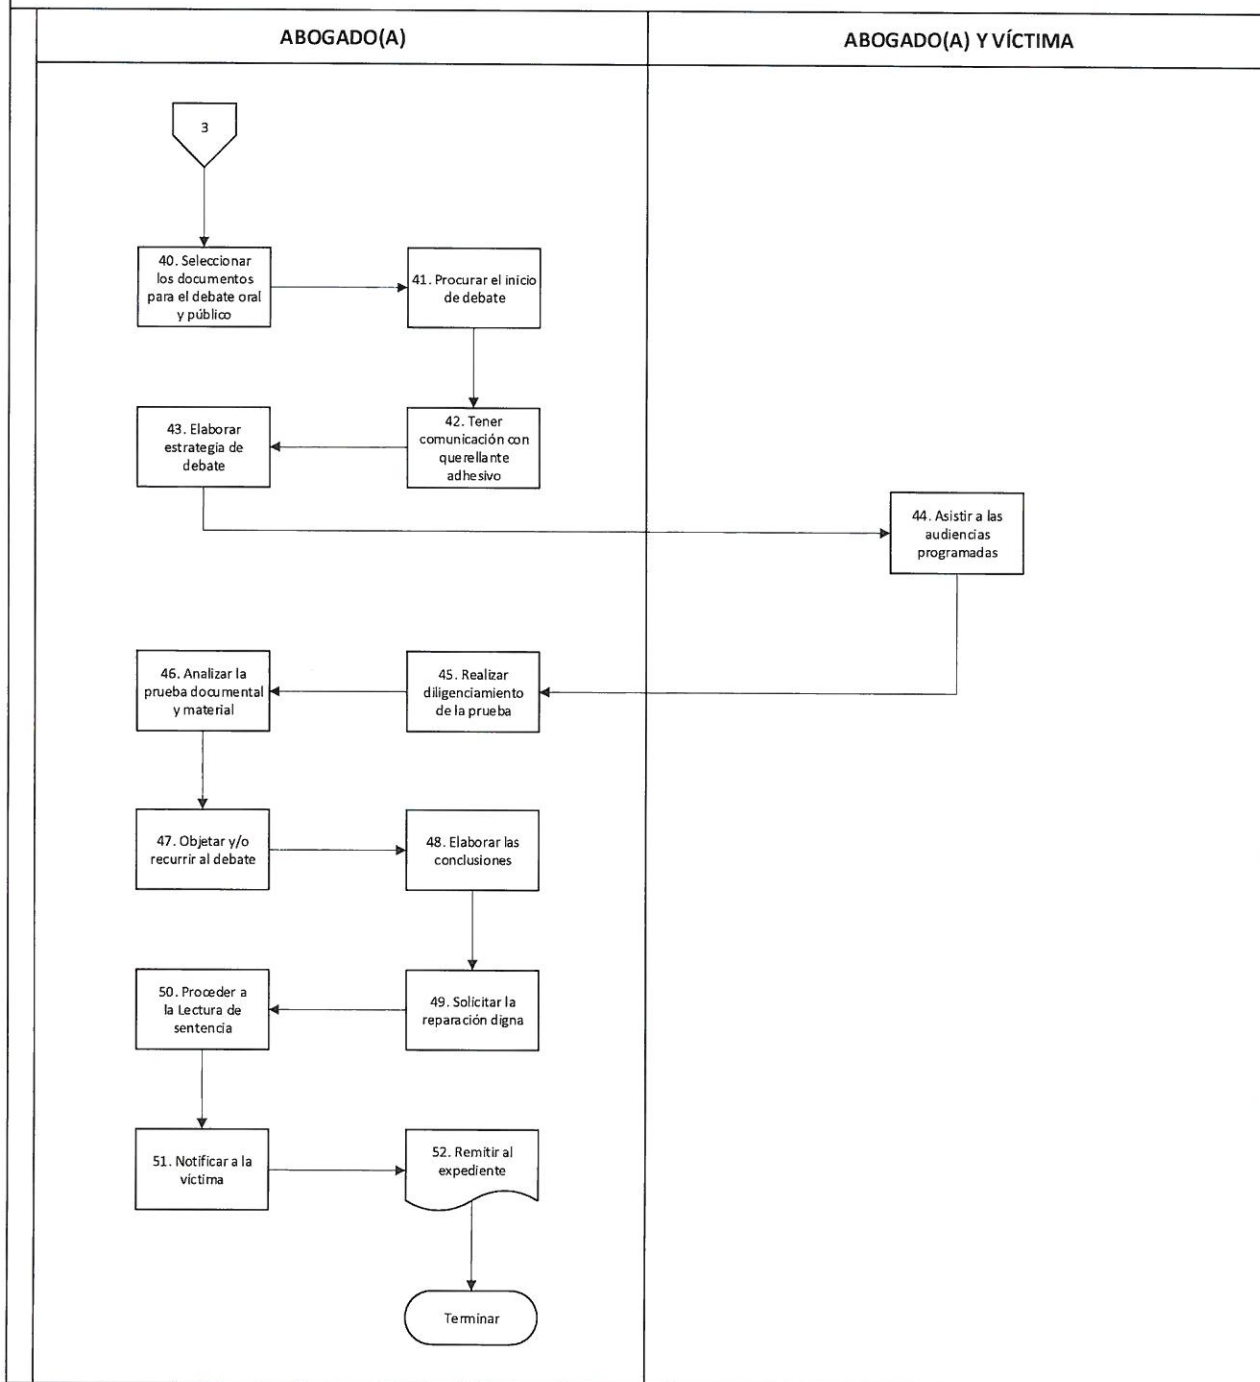 ABOGADO(A)
ABOGADO(A) Y VÍCTIMA
3
40. Seleccionar
los documentos
para el debate oral
y público
41. Procurar el inicio
de debate
42. Tener
comunicación con
querellante
adhesivo
43. Elaborar
estrategia de
debate
44. Asistir a las
audiencias
programadas
45. Realizar
diligenciamiento
de la prueba
46. Analizar la
prueba documental
y material
47. Objetar y/o
recurrir al debate
48. Elaborar las
conclusiones
49. Solicitar la
reparación digna
50. Proceder a
la Lectura de
sentencia
51. Notificar a la
víctima
52. Remitir al
expediente
Terminar